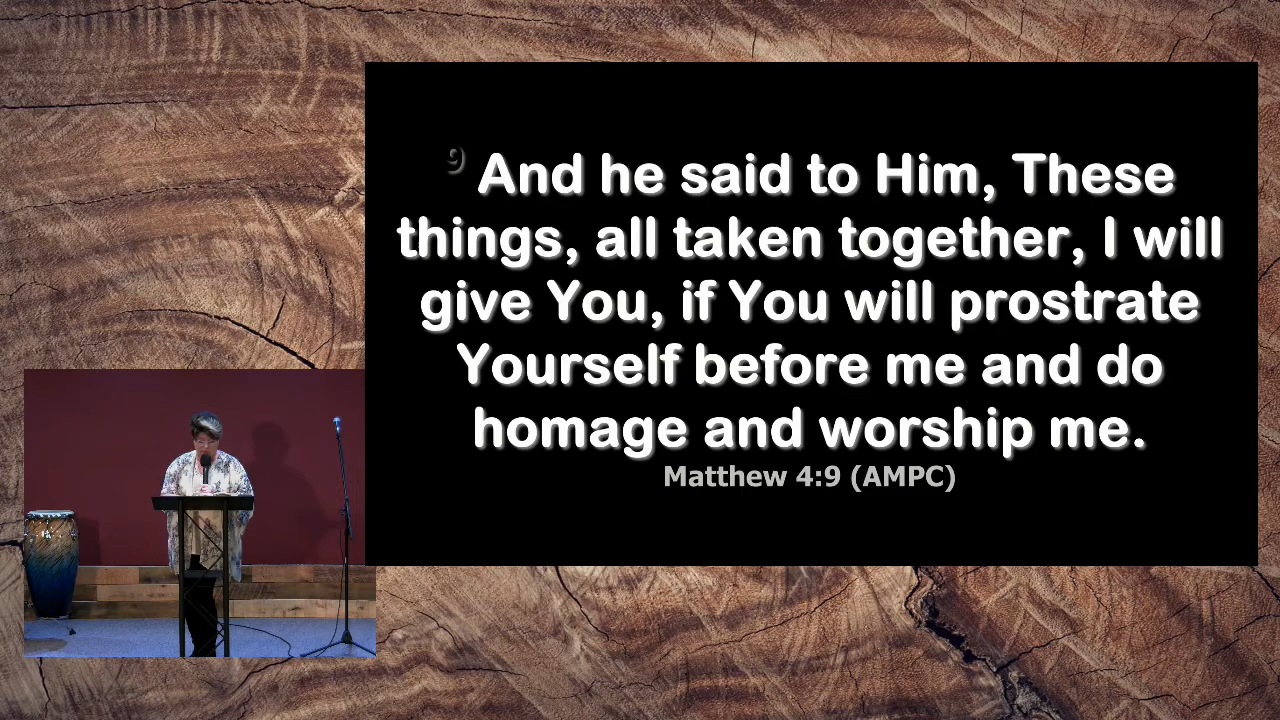 9 And he said to Him, These
things, all taken together, I will
give You, if You will prostrate
Yourself before me and do
homage and worship me.
Matthew 4:9 (AMPC)